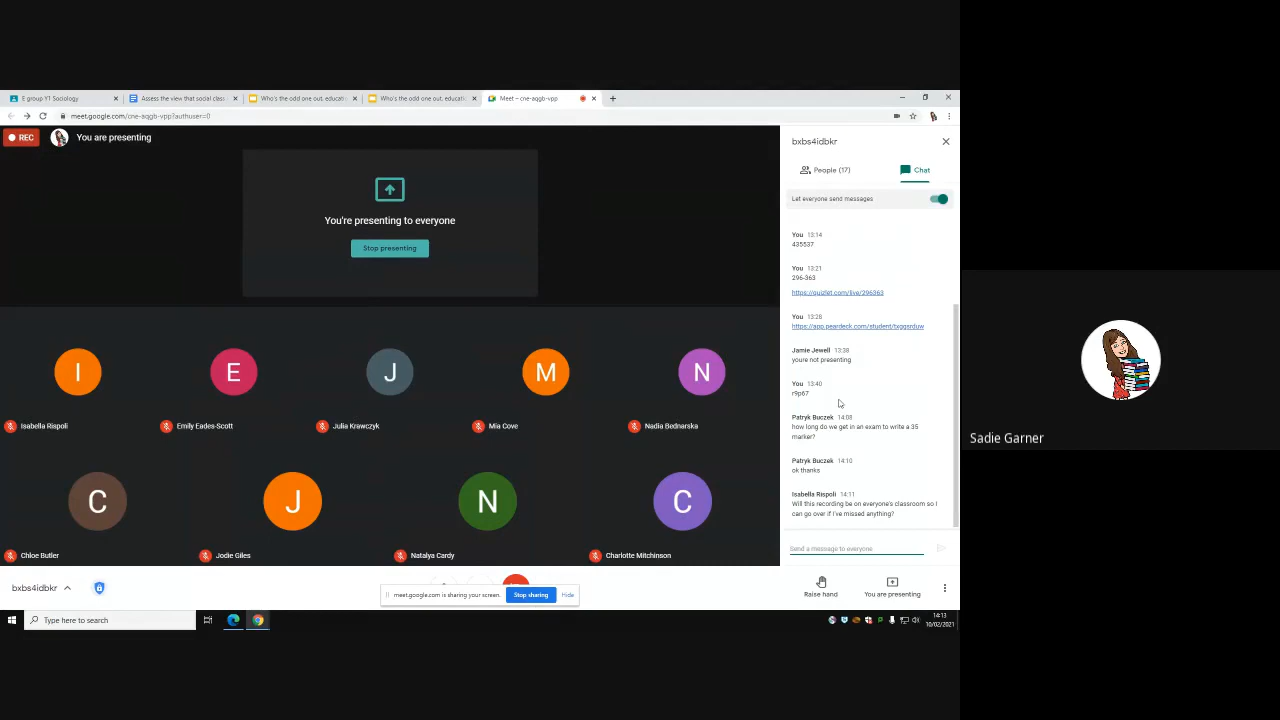 E group Y1 Sociology
Assess the view that social class
Who's the odd one out, educati
Who's the odd one out, educati
Meet – cne-aqgb-vpp
meet.google.com/cne-aqgb-vpp?authuser=0
REC
You are presenting
You're presenting to everyone
Stop presenting
bxbs4idbkr
People (17)
Chat
Let everyone send messages
You 13:14
435537
You 13:21
296-363
https://quizlet.com/live/296363
You 13:28
https://app.peardeck.com/student/txggsrduw
Jamie Jewell 13:38
youre not presenting
You 13:40
r9p67
Patryk Buczek 14:08
how long do we get in an exam to write a 35
marker?
Patryk Buczek 14:10
ok thanks
Isabella Rispoli 14:11
Will this recording be on everyone's classroom so I
can go over if I've missed anything?
Send a message to everyone
I
E
J
M
N
Isabella Rispoli
Emily Eades-Scott
Julia Krawczyk
Mia Cove
Nadia Bednarska
C
J
N
C
Chloe Butler
Jodie Giles
Natalya Cardy
Charlotte Mitchinson
bxbs4idbkr
meet.google.com is sharing your screen.
Stop sharing
Hide
Raise hand
You are presenting
Type here to search
14:13
10/02/2021
Sadie Garner